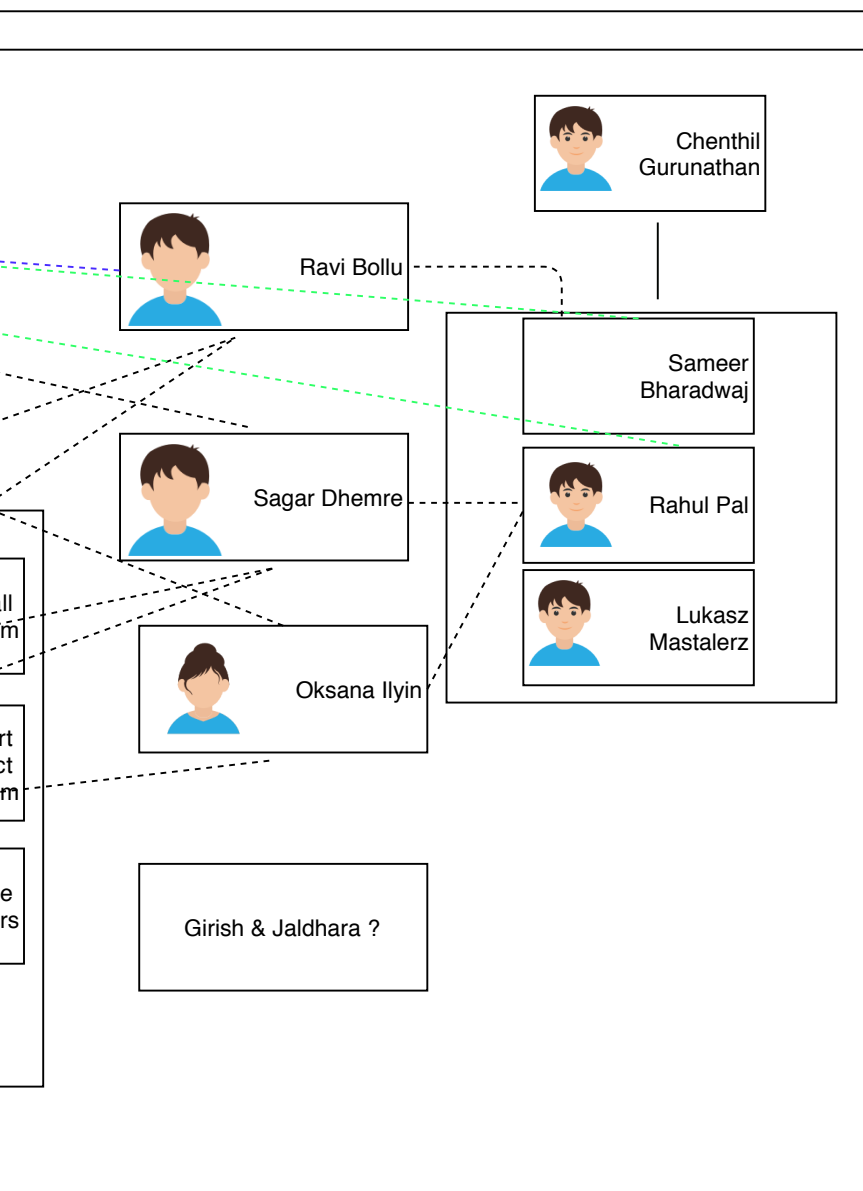 Chenthil
Gurunathan
Ravi Bollu
Sameer
Bharadwaj
Sagar Dhemre
Rahul Pal
Lukasz
Mastalerz
Oksana Ilyin
Girish & Jaldhara ?